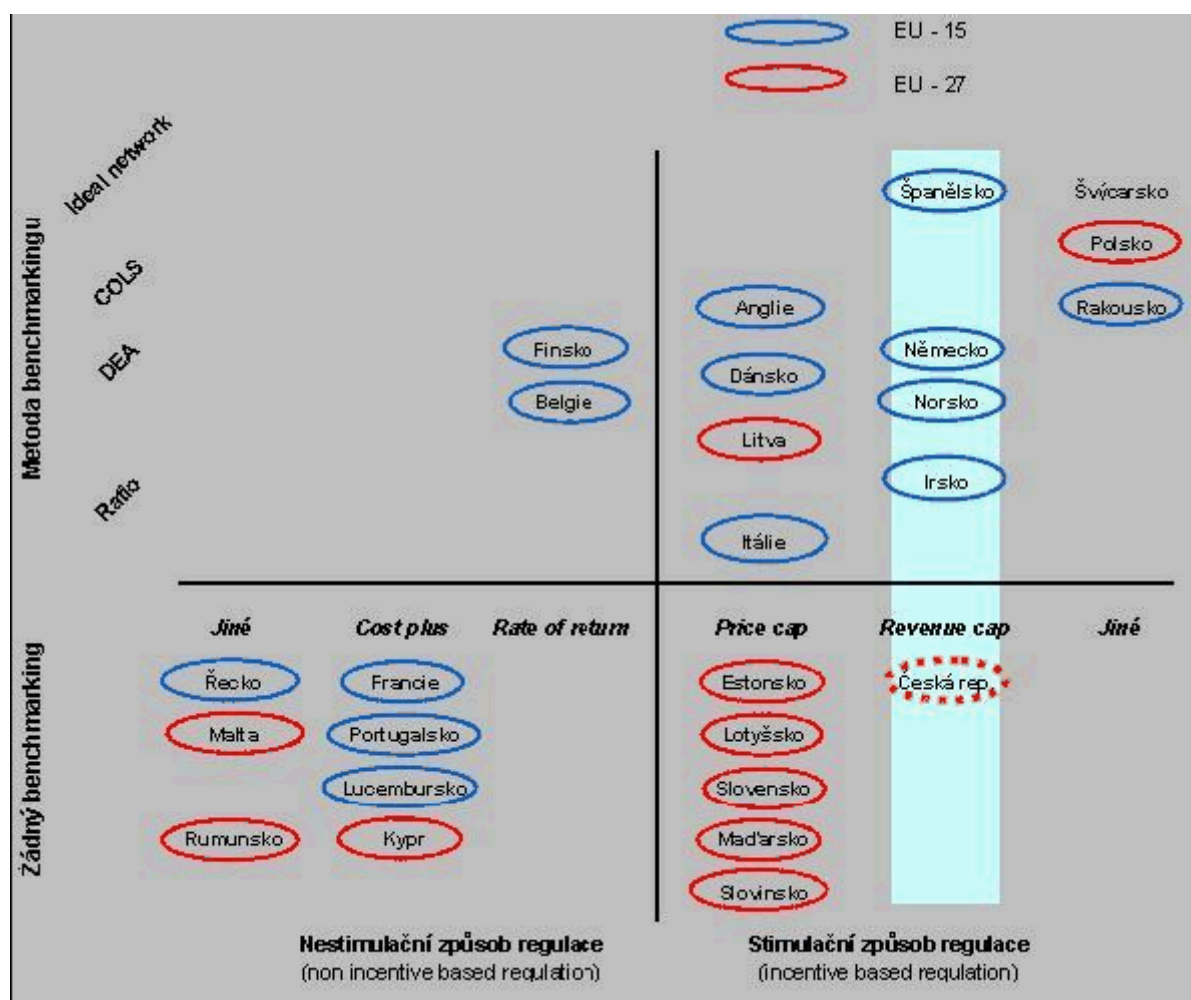 EU - 15
EU - 27
Metoda benchmarkingu
Ideal network
COLS
DEA
Ratio
Španělsko
Švýcarsko
Polsko
Anglie
Rakousko
Finsko
Německo
Dánsko
Belgie
Norsko
Litva
Irsko
Itálie
Žádný benchmarking
Jiné
Cost plus
Rate of return
Price cap
Revenue cap
Jiné
Řecko
Francie
Estonsko
Česká rep
Malta
Portugalsko
Lotyšsko
Lucembursko
Slovensko
Rumunsko
Kypr
Maďarsko
Slovinsko
Nestimulační způsob regulace
(non incentive based regulation)
Stimulační způsob regulace
(incentive based regulation)